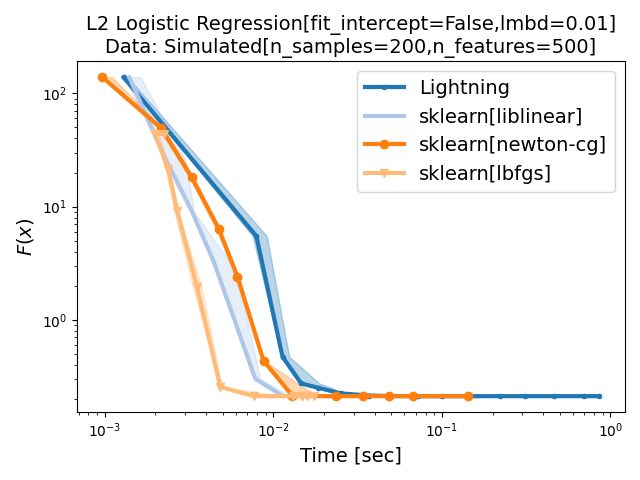 L2 Logistic Regression[fit_intercept=False,lmbd=0.01]
Data: Simulated[n_samples=200,n_features=500]
Lightning
sklearn[liblinear]
sklearn[newton-cg]
sklearn[lbfgs]
10²
10¹
10⁰
F(x)
10⁻³
10⁻²
10⁻¹
10⁰
Time [sec]